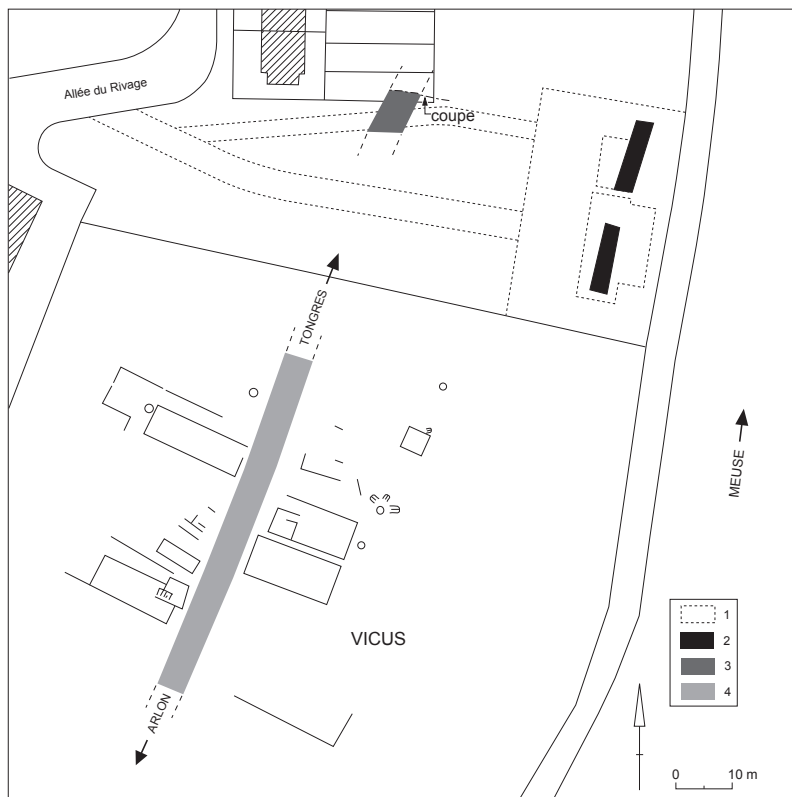 Allée du Rivage
coupe
TONGRES
MEUSE
VICUS
ARLON
1
2
3
4
0 10 m